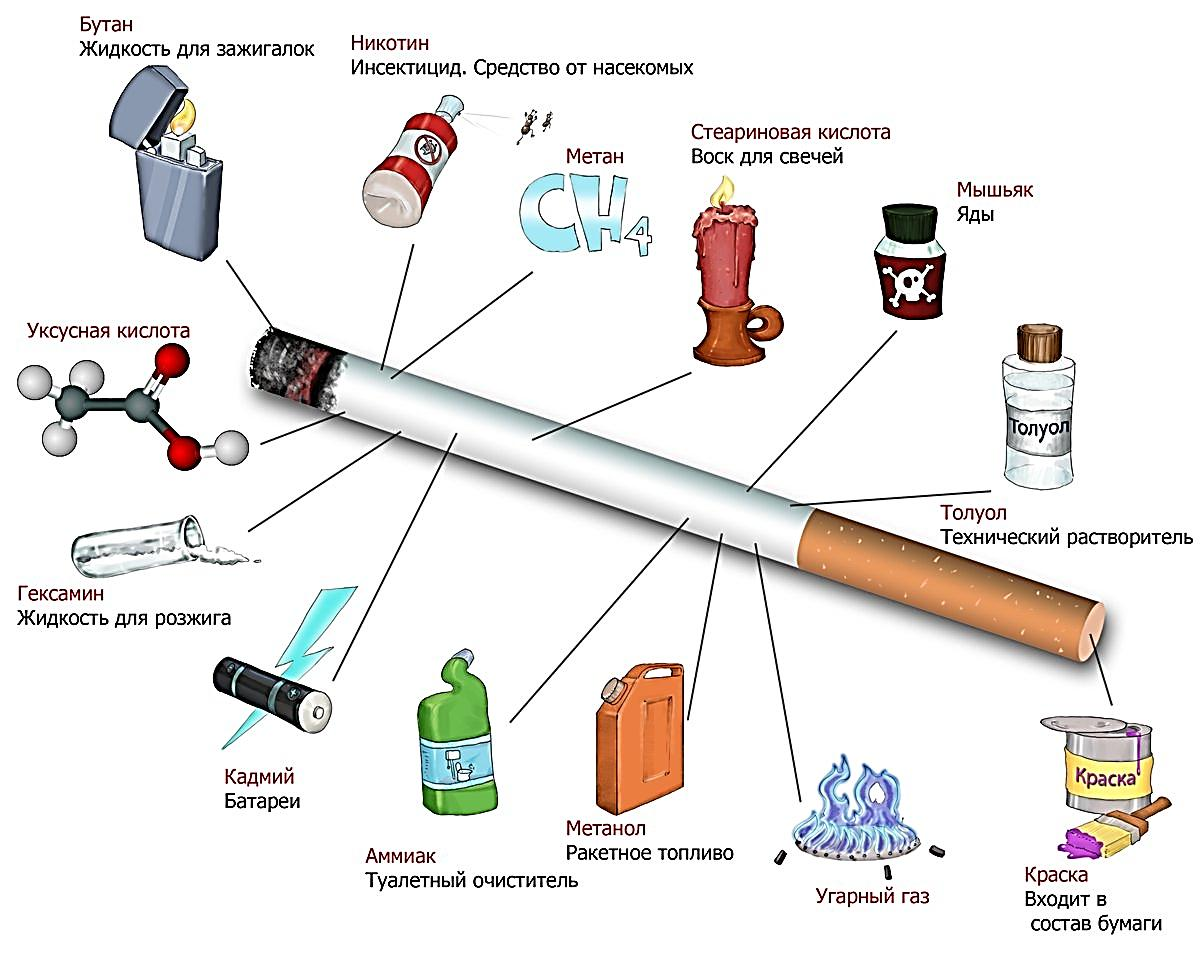 Бутан
Жидкость для зажигалок
Никотин
Инсектицид. Средство от насекомых
Метан
CH4
Стеариновая кислота
Воск для свечей
Мышьяк
Яды
Уксусная кислота
Толуол
Толуол
Технический растворитель
Гексамин
Жидкость для розжига
Кадмий
Батареи
Аммиак
Туалетный очиститель
Метанол
Ракетное топливо
Угарный газ
Краска
Краска
Входит в
состав бумаги